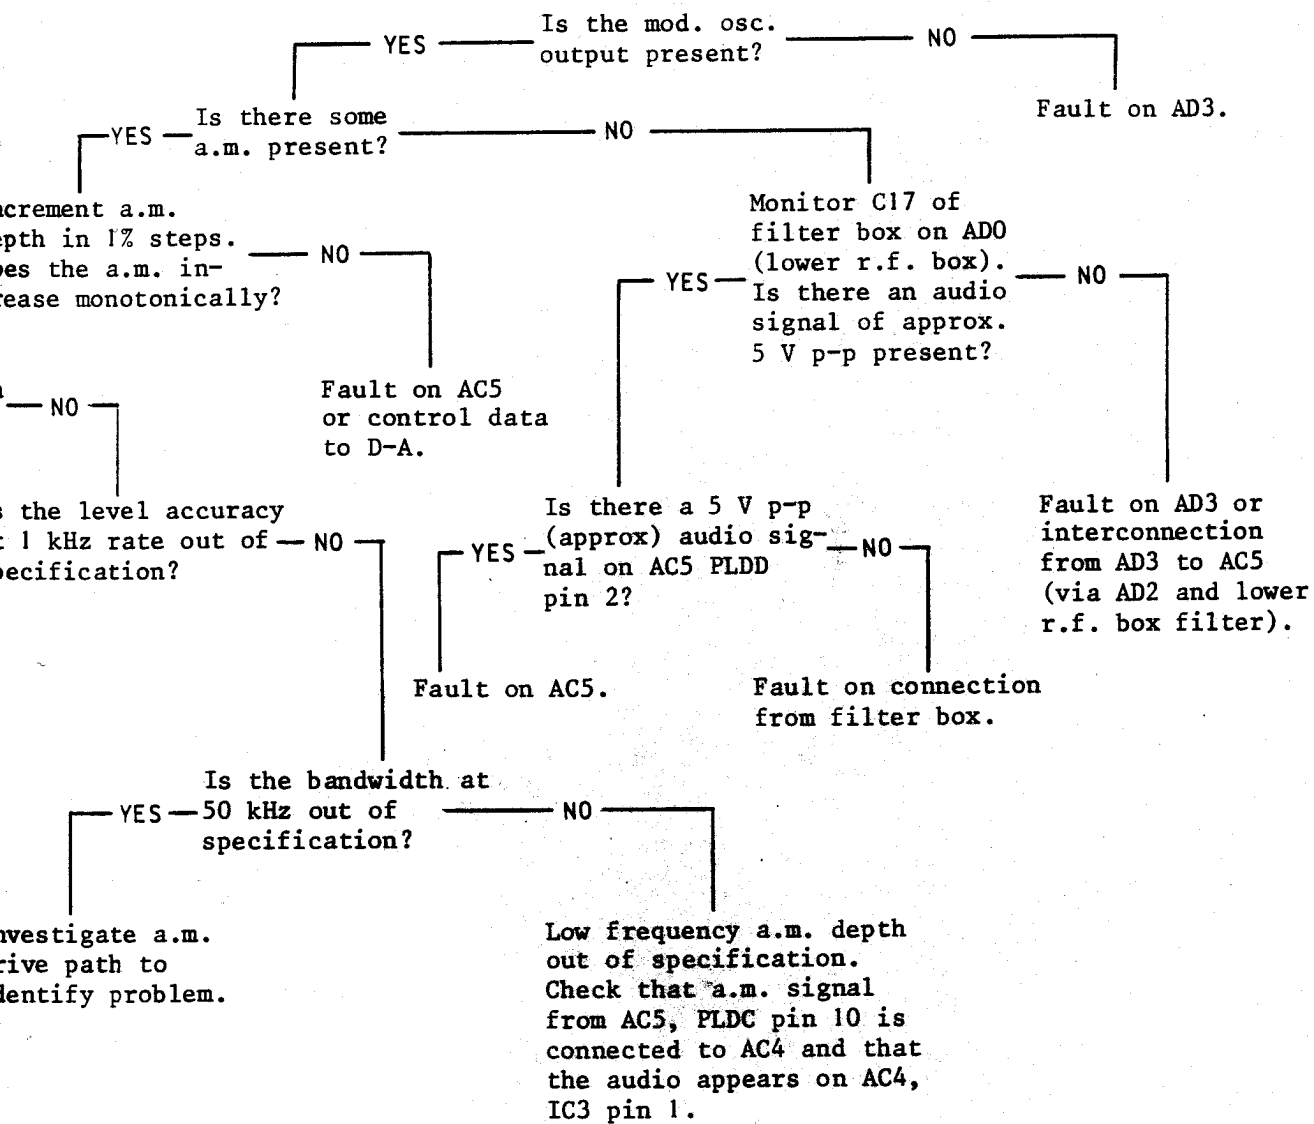 Is the mod. osc.
output present?
YES
NO
Fault on AD3.
Is there some
a.m. present?
YES
NO
ncrement a.m.
epth in 1% steps.
oes the a.m. in-
rease monotonically?
NO
Monitor C17 of
filter box on AD0
(lower r.f. box).
Is there an audio
signal of approx.
5 V p-p present?
YES
NO
Fault on AC5
or control data
to D-A.
NO
s the level accuracy
t 1 kHz rate out of
pecification?
NO
Is there a 5 V p-p
(approx) audio sig-
nal on AC5 PLDD
pin 2?
YES
NO
Fault on AD3 or
interconnection
from AD3 to AC5
(via AD2 and lower
r.f. box filter).
Fault on AC5.
Fault on connection
from filter box.
Is the bandwidth at
50 kHz out of
specification?
YES
NO
nvestigate a.m.
rive path to
dentify problem.
Low frequency a.m. depth
out of specification.
Check that a.m. signal
from AC5, PLDC pin 10 is
connected to AC4 and that
the audio appears on AC4,
IC3 pin 1.